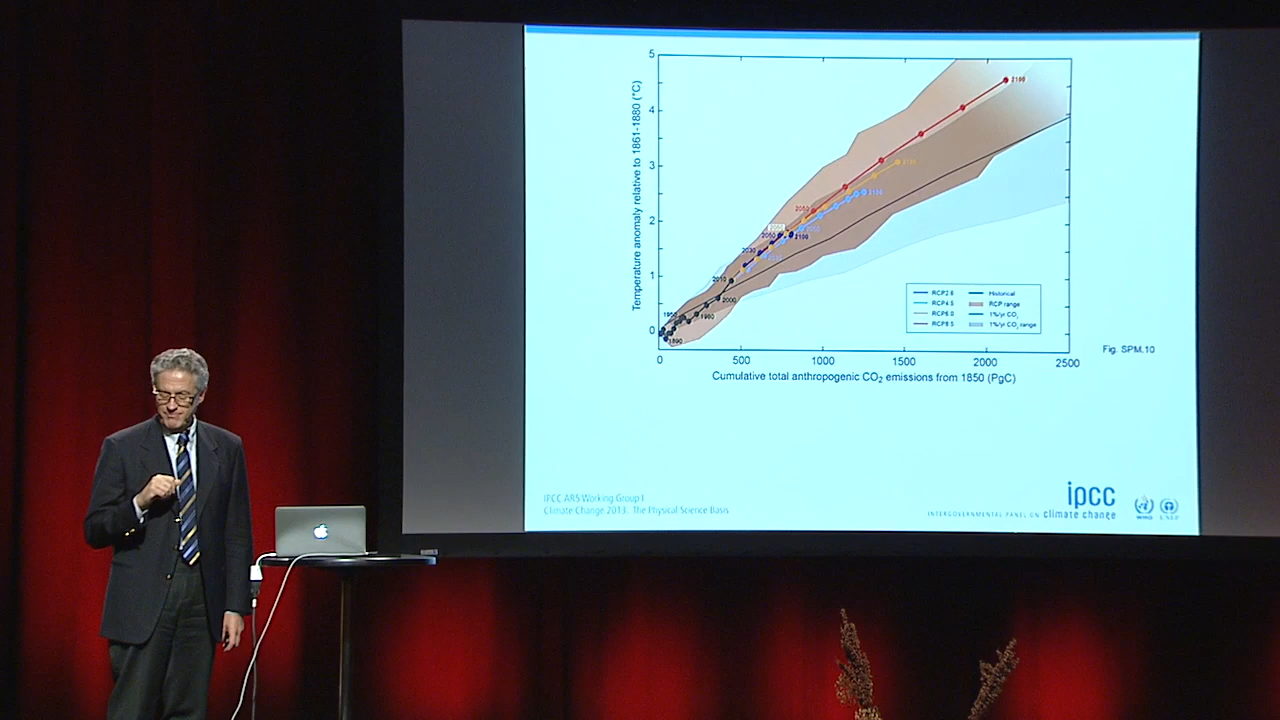 5
4
3
2
1
0
Temperature anomaly relative to 1861-1880 (°C)
2100
2050
2100
2030
2010
2000
1980
1950
1890
RCP2.6
RCP4.5
RCP6.0
RCP8.5
Historical
RCP range
1%/yr CO2
1%/yr CO2 range
0 500 1000 1500 2000 2500
Cumulative total anthropogenic CO2 emissions from 1850 (PgC)
Fig. SPM.10
IPCC AR5 Working Group I
Climate Change 2013: The Physical Science Basis
ipcc
INTERGOVERNMENTAL PANEL ON climate change
WMO UNEP